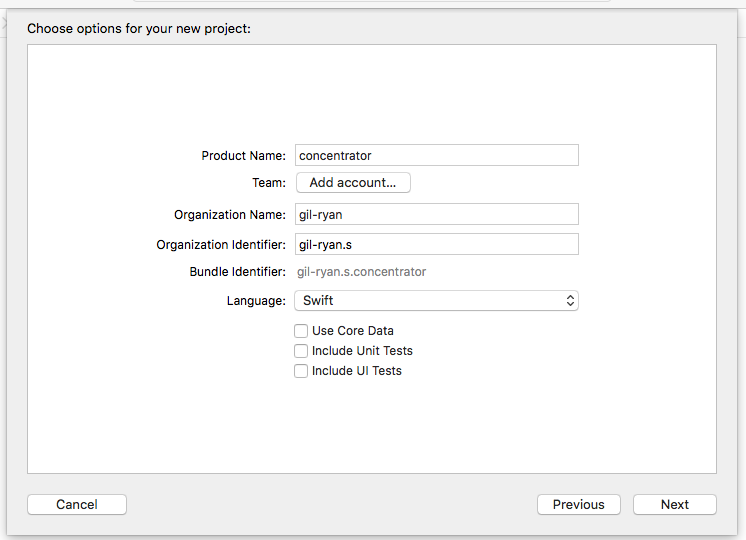 Choose options for your new project:
Product Name: concentrator
Team: Add account...
Organization Name: gil-ryan
Organization Identifier: gil-ryan.s
Bundle Identifier: gil-ryan.s.concentrator
Language: Swift
Use Core Data
Include Unit Tests
Include UI Tests
Cancel Previous Next